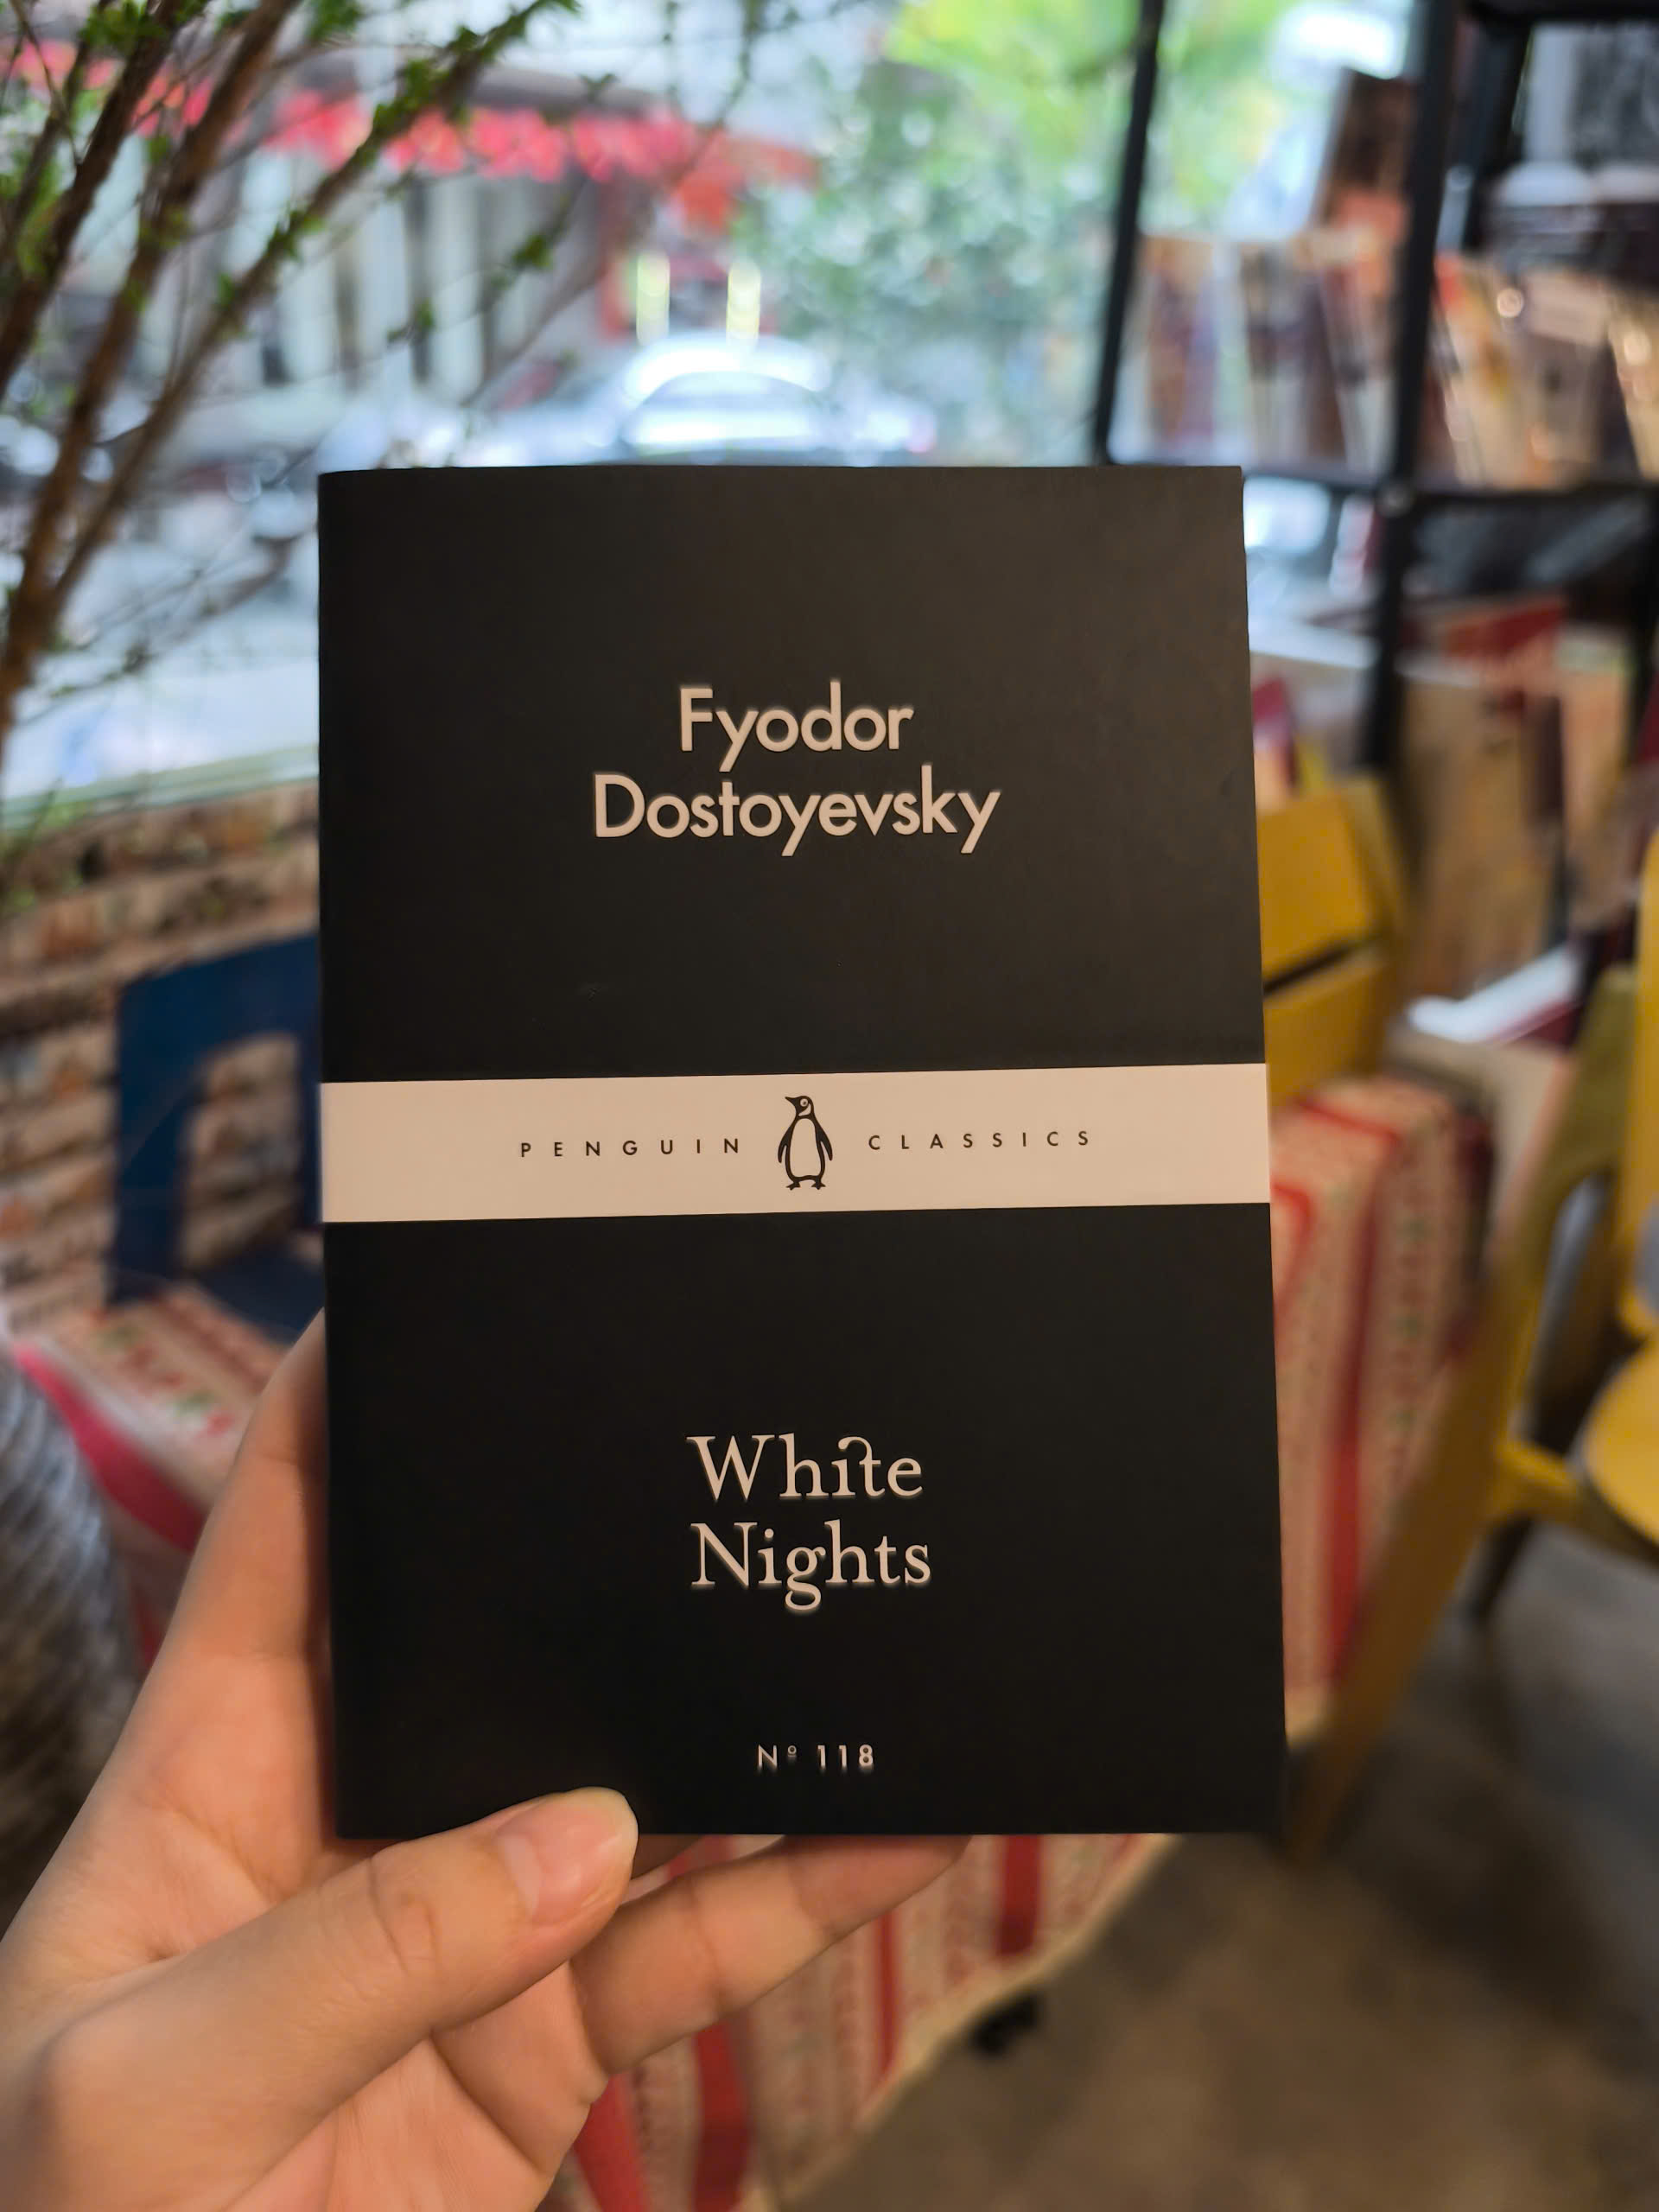 Fyodor
Dostoyevsky
PENGUIN CLASSICS
White
Nights
Nº 118